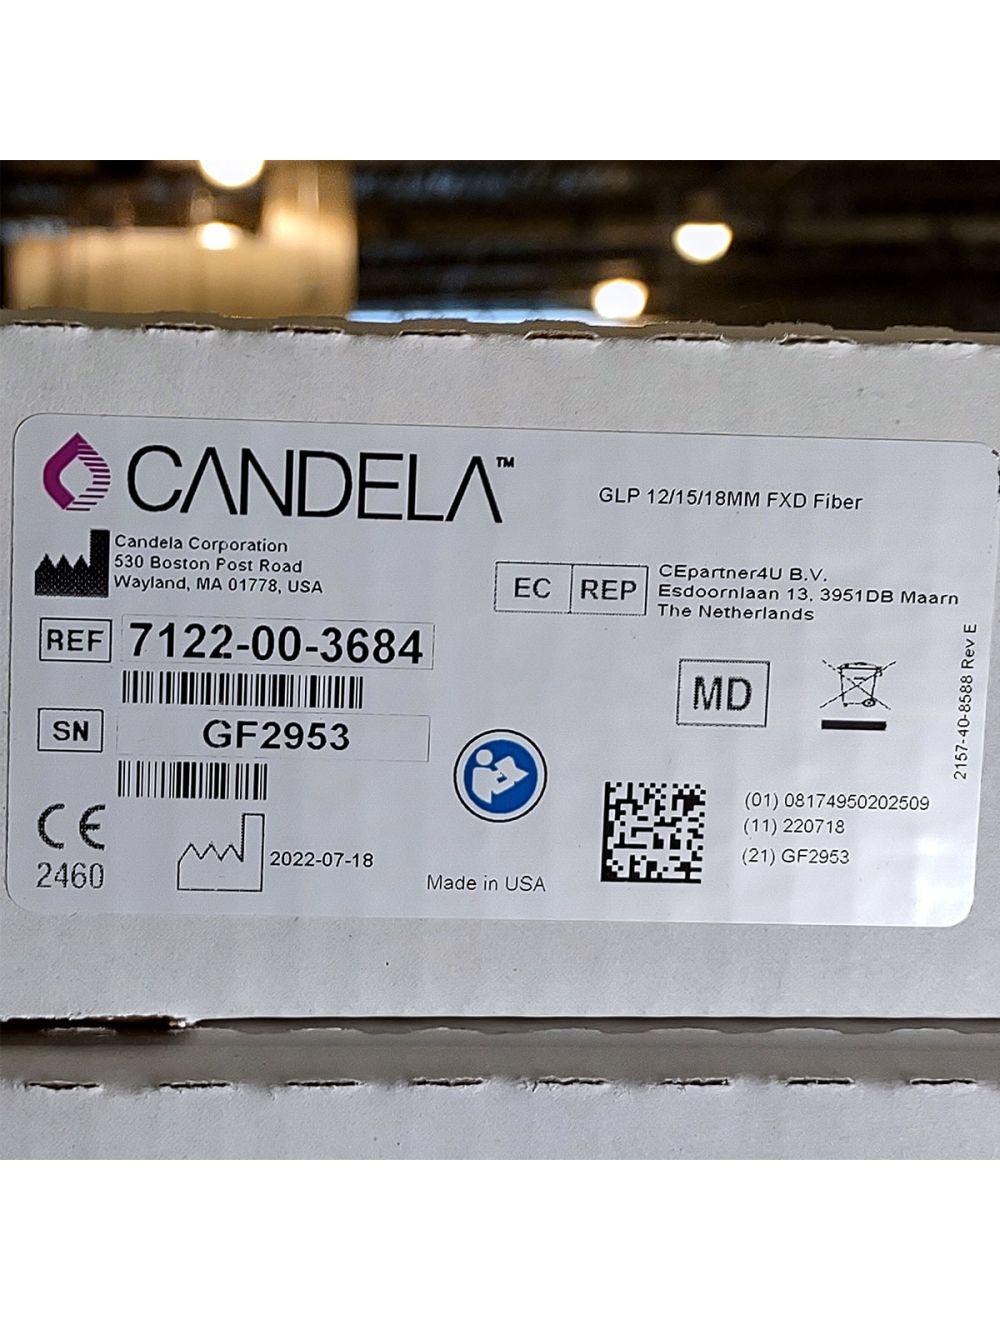 CANDELA™
GLP 12/15/18MM FXD Fiber
Candela Corporation
530 Boston Post Road
Wayland, MA 01778, USA
EC REP
CEpartner4U B.V.
Esdoornlaan 13, 3951DB Maarn
The Netherlands
REF 7122-00-3684
SN GF2953
MD
2157-40-8588 Rev E
CE
2460
2022-07-18
Made in USA
(01) 08174950202509
(11) 220718
(21) GF2953